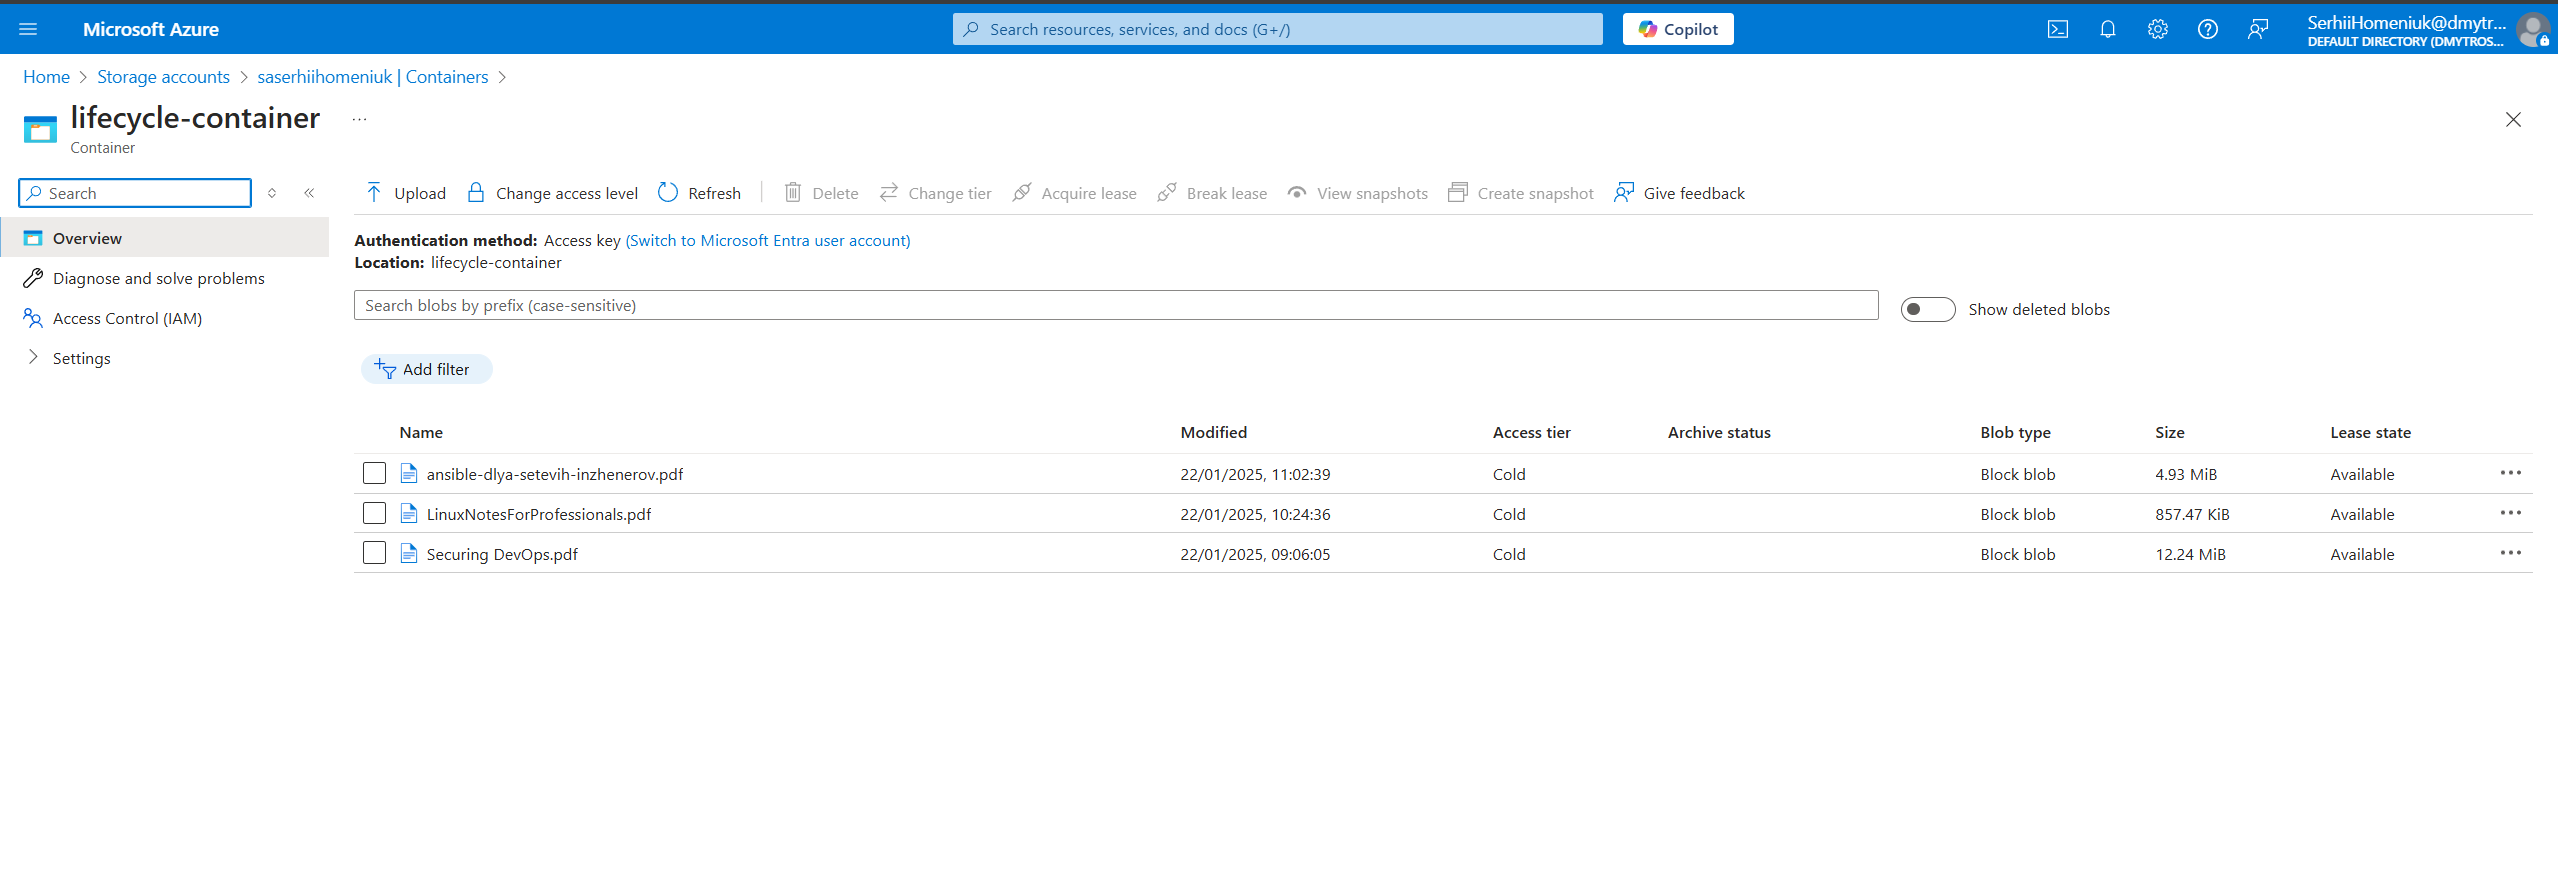 Microsoft Azure
Search resources, services, and docs (G+/)
Copilot
SerhiiHomeniuk@dmytr...
DEFAULT DIRECTORY (DMYTROS...
Home > Storage accounts > saserhiihomeniuk | Containers >
lifecycle-container ...
Container
Search
Upload Change access level Refresh | Delete Change tier Acquire lease Break lease View snapshots Create snapshot Give feedback
Overview
Diagnose and solve problems
Access Control (IAM)
Settings
Authentication method: Access key (Switch to Microsoft Entra user account)
Location: lifecycle-container
Search blobs by prefix (case-sensitive)
Show deleted blobs
Add filter
Name Modified Access tier Archive status Blob type Size Lease state
ansible-dlya-setevih-inzhenerov.pdf 22/01/2025, 11:02:39 Cold Block blob 4.93 MiB Available ...
LinuxNotesForProfessionals.pdf 22/01/2025, 10:24:36 Cold Block blob 857.47 KiB Available ...
Securing DevOps.pdf 22/01/2025, 09:06:05 Cold Block blob 12.24 MiB Available ...